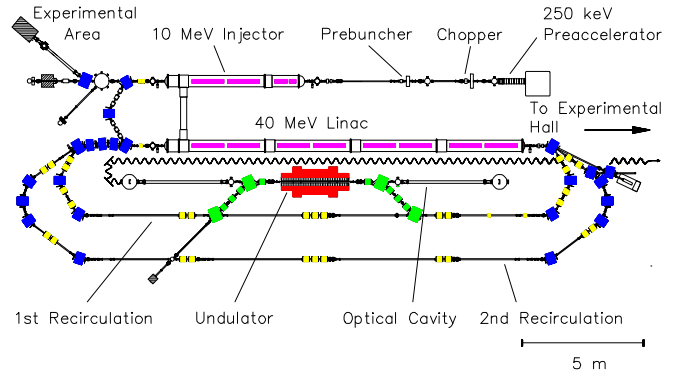 Experimental
Area
10 MeV Injector
Prebuncher
Chopper
250 keV
Preaccelerator
To Experimental
Hall
40 MeV Linac
1st Recirculation
Undulator
Optical Cavity
2nd Recirculation
5 m